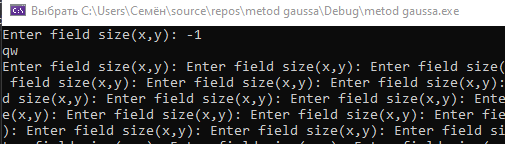 Выбрать C:\Users\Семён\source\repos\metod gaussa\Debug\metod gaussa.exe
Enter field size(x,y): -1
qw
Enter field size(x,y): Enter field size(x,y): Enter field size(x,y): Enter
 field size(x,y): Enter field size(x,y): Enter field size(x,y):
d size(x,y): Enter field size(x,y): Enter field size(x,y): Ente
e(x,y): Enter field size(x,y): Enter field size(x,y): Enter fie
): Enter field size(x,y): Enter field size(x,y): Enter field si